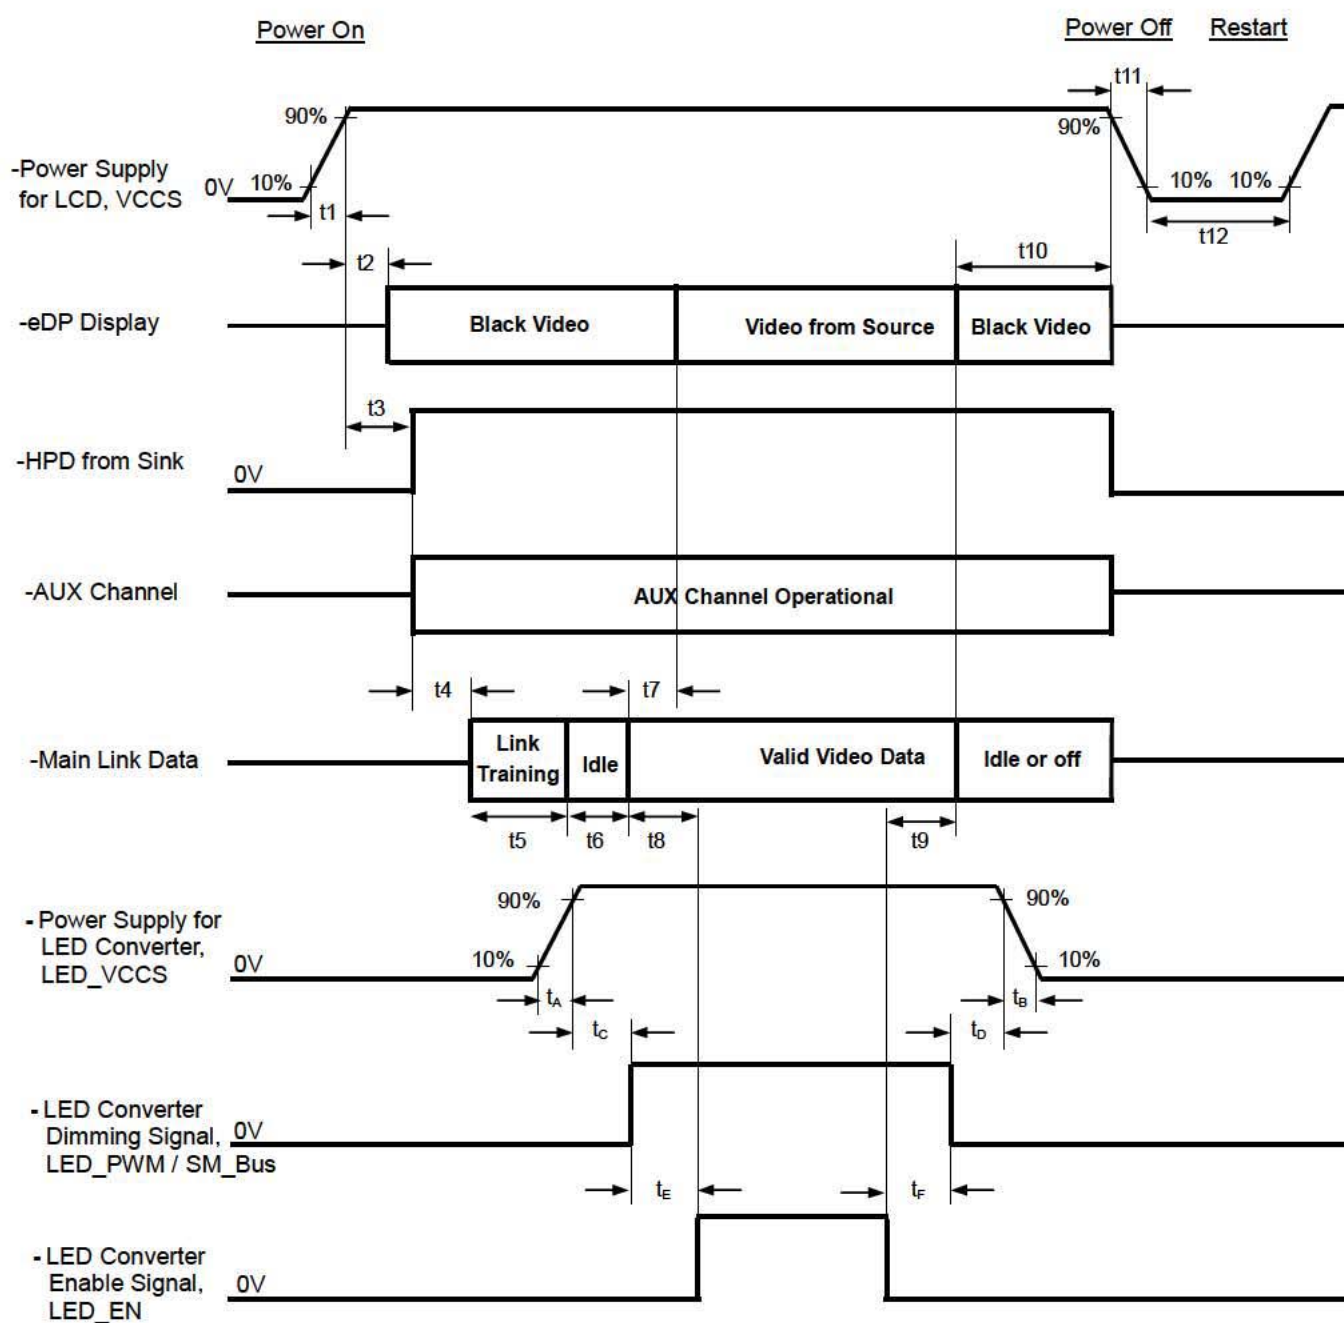 Power On
Power Off Restart
t11
90%
90%
-Power Supply
for LCD, VCCS
0V 10%
10% 10%
t1
t12
t2
t10
-eDP Display
Black Video
Video from Source
Black Video
t3
-HPD from Sink
0V
-AUX Channel
AUX Channel Operational
t4
t7
-Main Link Data
Link
Training
Idle
Valid Video Data
Idle or off
t5 t6 t8
t9
90%
90%
- Power Supply for
LED Converter,
LED_VCCS
0V
10%
10%
tA
tB
tC
tD
- LED Converter
Dimming Signal,
LED_PWM / SM_Bus
0V
tE
tF
- LED Converter
Enable Signal,
LED_EN
0V